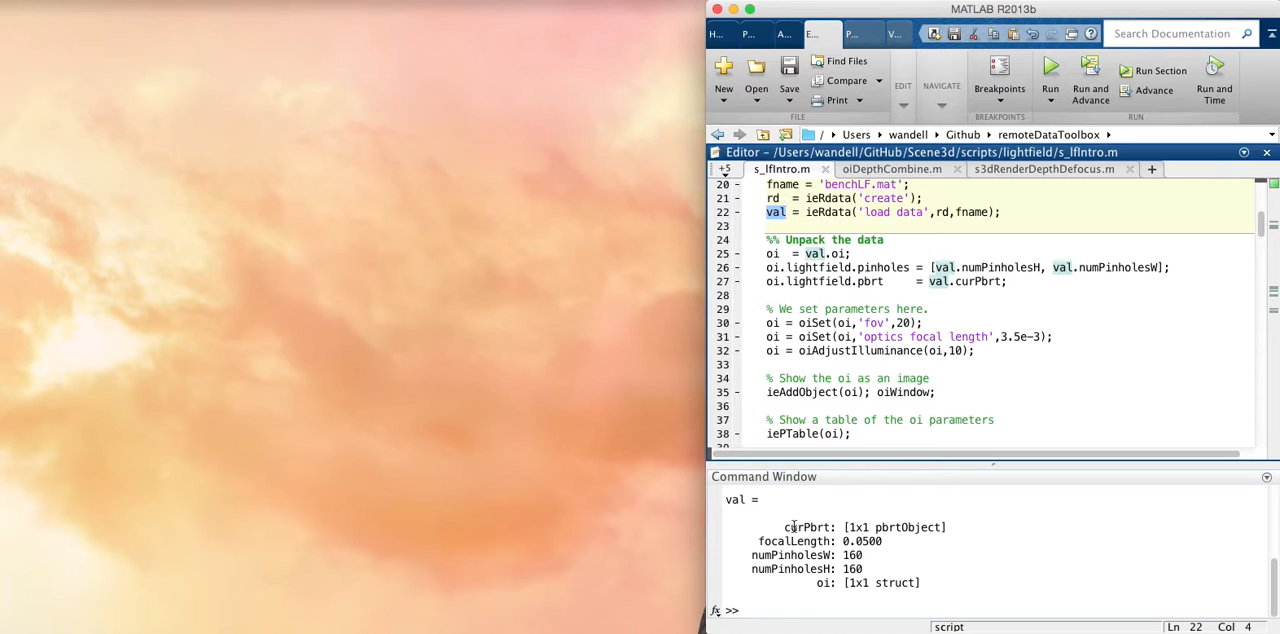 MATLAB R2013b
H... P... A... E... P... V... Search Documentation
New Open Save Find Files Compare Print EDIT NAVIGATE Breakpoints Run Run and Advance Run Section Advance Run and Time
FILE BREAKPOINTS RUN
/ Users wandell Github remoteDataToolbox
Editor - /Users/wandell/GitHub/Scene3d/scripts/lightfield/s_lfIntro.m
+5 s_lfIntro.m oiDepthCombine.m s3dRenderDepthDefocus.m +
20 - fname = 'benchLF.mat';
21 - rd = ieRdata('create');
22 - val = ieRdata('load data',rd,fname);
23
24 %% Unpack the data
25 - oi = val.oi;
26 - oi.lightfield.pinholes = [val.numPinholesH, val.numPinholesW];
27 - oi.lightfield.pbrt = val.curPbrt;
28
29 % We set parameters here.
30 - oi = oiSet(oi,'fov',20);
31 - oi = oiSet(oi,'optics focal length',3.5e-3);
32 - oi = oiAdjustIlluminance(oi,10);
33
34 % Show the oi as an image
35 - ieAddObject(oi); oiWindow;
36
37 % Show a table of the oi parameters
38 - iePTable(oi);
Command Window
val =
curPbrt: [1x1 pbrtObject]
focalLength: 0.0500
numPinholesW: 160
numPinholesH: 160
oi: [1x1 struct]
fx >>
script Ln 22 Col 4